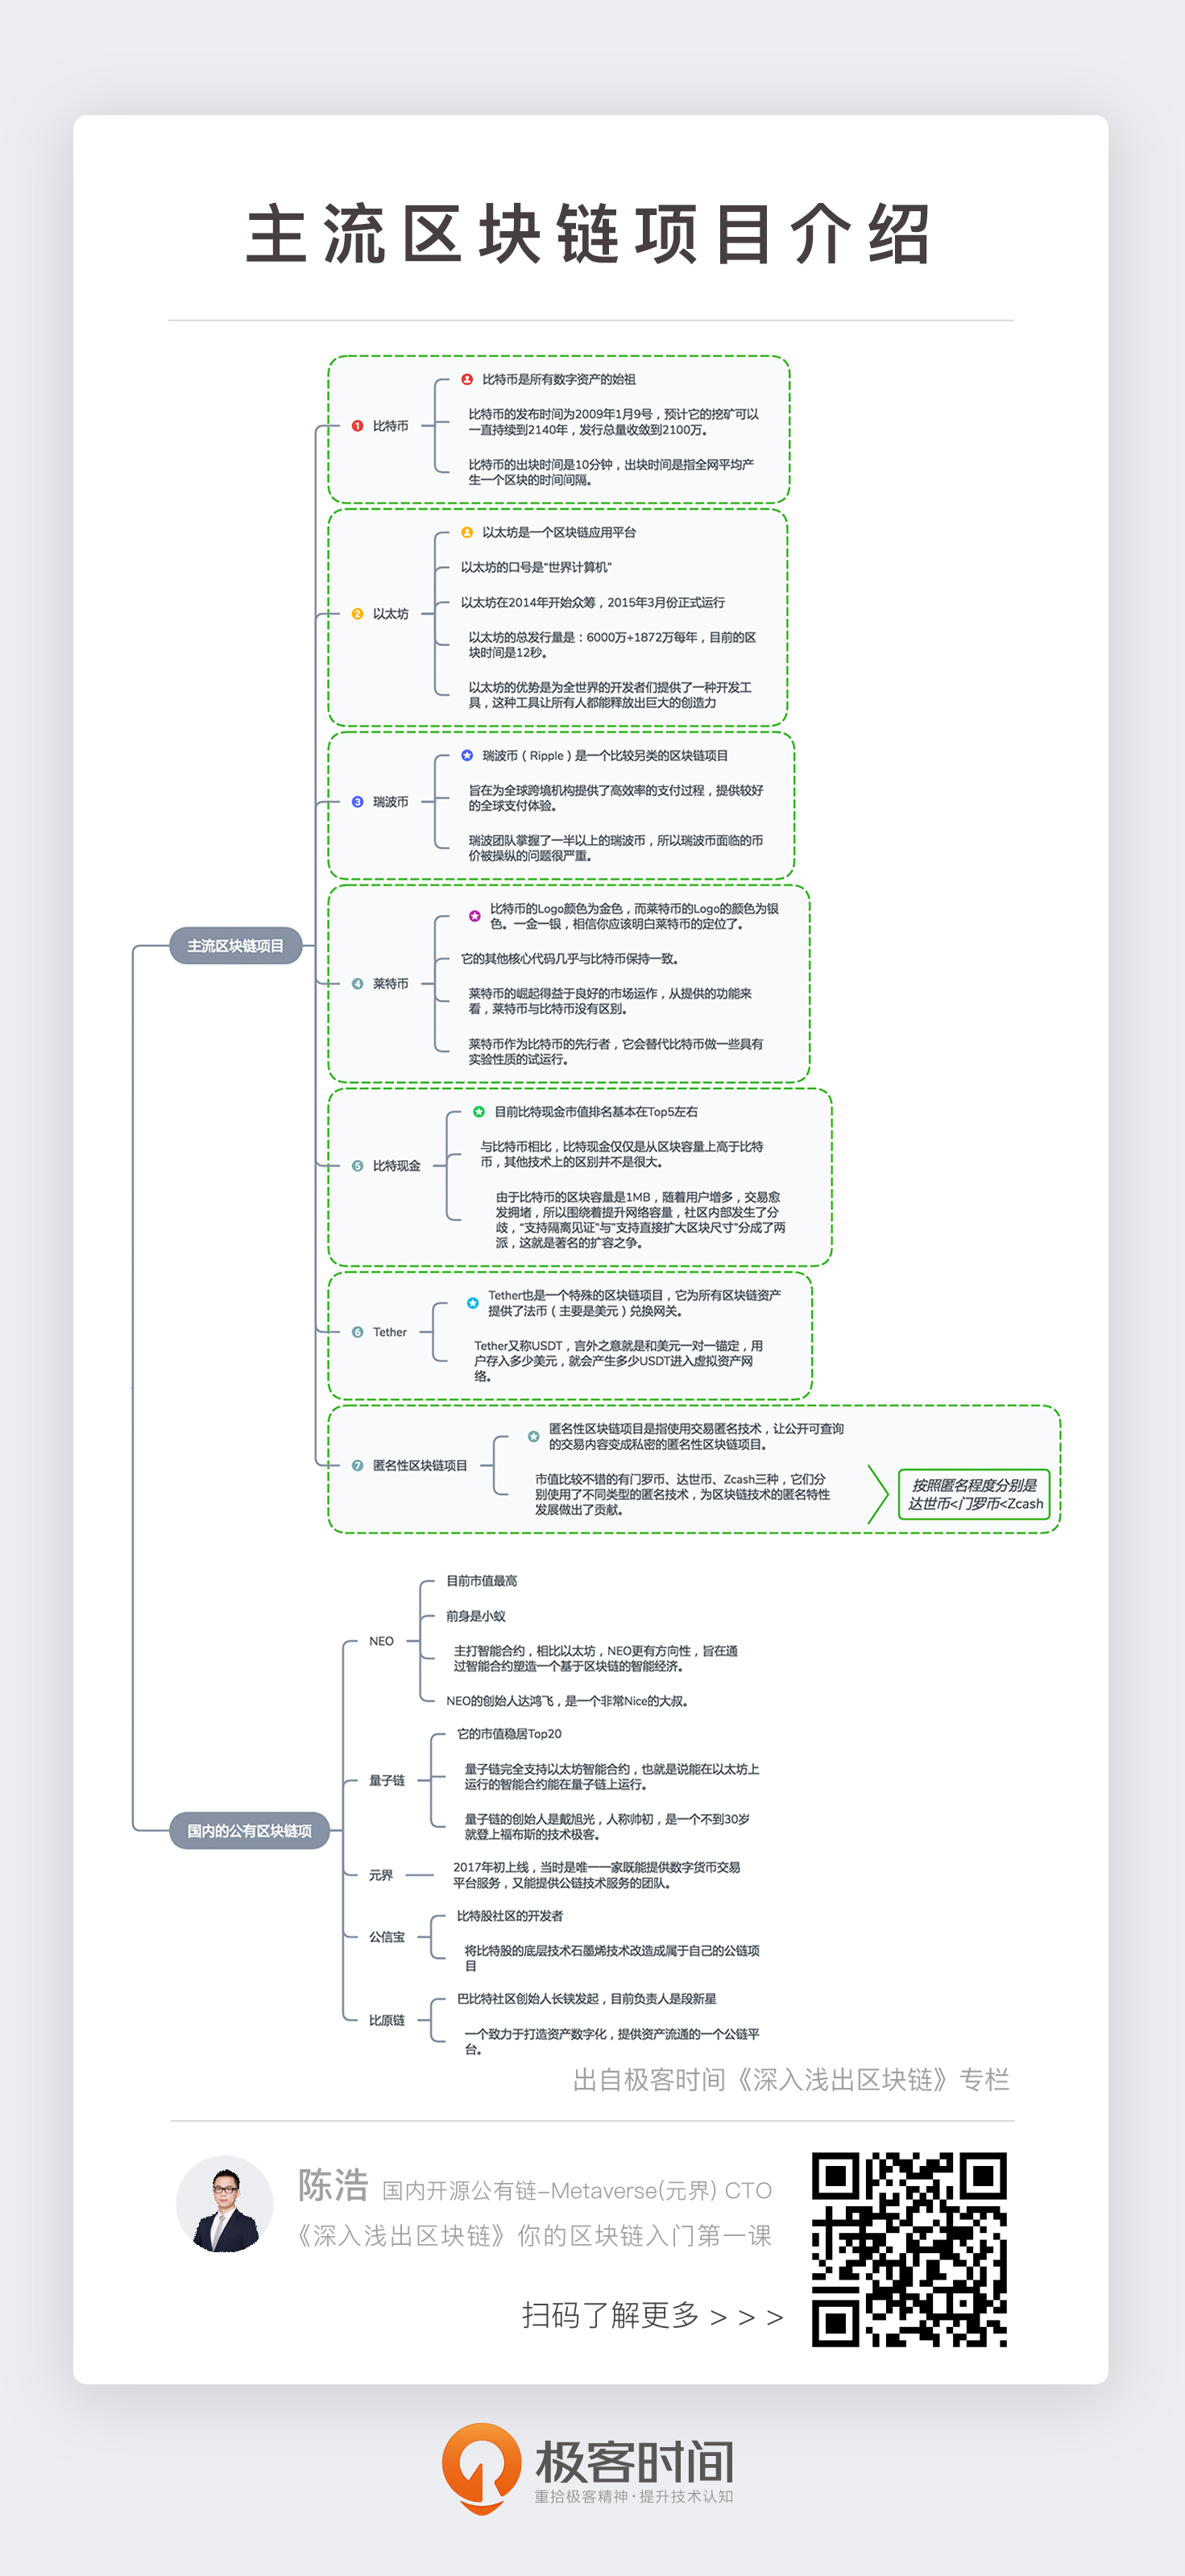 主流区块链项目介绍
主流区块链项目
1 比特币
比特币是所有数字资产的始祖
比特币的发布时间为2009年1月9号，预计它的挖矿可以
一直持续到2140年，发行总量收敛到2100万。
比特币的出块时间是10分钟，出块时间是指全网平均产
生一个区块的时间间隔。
2 以太坊
以太坊是一个区块链应用平台
以太坊的口号是"世界计算机"
以太坊在2014年开始众筹，2015年3月份正式运行
以太坊的总发行量是：6000万+1872万每年，目前的区
块时间是12秒。
以太坊的优势是为全世界的开发者们提供了一种开发工
具，这种工具让所有人都能释放出巨大的创造力
3 瑞波币
瑞波币（Ripple）是一个比较另类的区块链项目
旨在为全球跨境机构提供了高效率的支付过程，提供较好
的全球支付体验。
瑞波团队掌握了一半以上的瑞波币，所以瑞波币面临的币
价被操纵的问题很严重。
4 莱特币
比特币的Logo颜色为金色，而莱特币的Logo的颜色为银
色。一金一银，相信你应该明白莱特币的定位了。
它的其他核心代码几乎与比特币保持一致。
莱特币的崛起得益于良好的市场运作，从提供的功能来
看，莱特币与比特币没有区别。
莱特币作为比特币的先行者，它会替代比特币做一些具有
实验性质的试运行。
5 比特现金
目前比特现金市值排名基本在Top5左右
与比特币相比，比特现金仅仅是从区块容量上高于比特
币，其他技术上的区别并不是很大。
由于比特币的区块容量是1MB，随着用户增多，交易愈
发拥堵，所以围绕着提升网络容量，社区内部发生了分
歧，"支持隔离见证"与"支持直接扩大区块尺寸"分成了两
派，这就是著名的扩容之争。
6 Tether
Tether也是一个特殊的区块链项目，它为所有区块链资产
提供了法币（主要是美元）兑换网关。
Tether又称USDT，言外之意就是和美元一对一锚定，用
户存入多少美元，就会产生多少USDT进入虚拟资产网
络。
7 匿名性区块链项目
匿名性区块链项目是指使用交易匿名技术，让公开可查询
的交易内容变成私密的匿名性区块链项目。
市值比较不错的有门罗币、达世币、Zcash三种，它们分
别使用了不同类型的匿名技术，为区块链技术的匿名特性
发展做出了贡献。
按照匿名程度分别是
达世币<门罗币<Zcash
国内的公有区块链项
NEO
目前市值最高
前身是小蚁
主打智能合约，相比以太坊，NEO更有方向性，旨在通
过智能合约塑造一个基于区块链的智能经济。
NEO的创始人达鸿飞，是一个非常Nice的大叔。
量子链
它的市值稳居Top20
量子链完全支持以太坊智能合约，也就是说能在以太坊上
运行的智能合约能在量子链上运行。
量子链的创始人是戴旭光，人称帅初，是一个不到30岁
就登上福布斯的技术极客。
元界
2017年初上线，当时是唯一一家既能提供数字货币交易
平台服务，又能提供公链技术服务的团队。
公信宝
比特股社区的开发者
将比特股的底层技术石墨烯技术改造成属于自己的公链项
目
比原链
巴比特社区创始人长铗发起，目前负责人是段新星
一个致力于打造资产数字化，提供资产流通的一个公链平
台。
出自极客时间《深入浅出区块链》专栏
陈浩 国内开源公有链-Metaverse(元界) CTO
《深入浅出区块链》你的区块链入门第一课
扫码了解更多 > > >
极客时间
重拾极客精神·提升技术认知